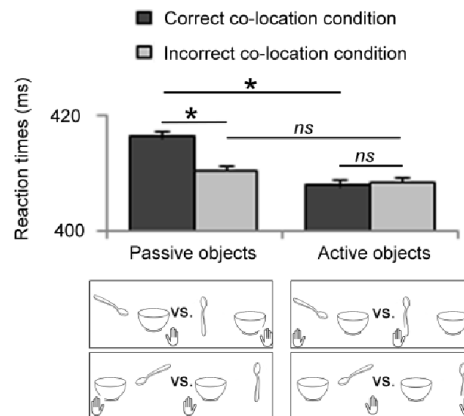 Correct co-location condition
Incorrect co-location condition
*
* ns
ns
Reaction times (ms)
420
400
Passive objects Active objects
vs. vs.
vs. vs.